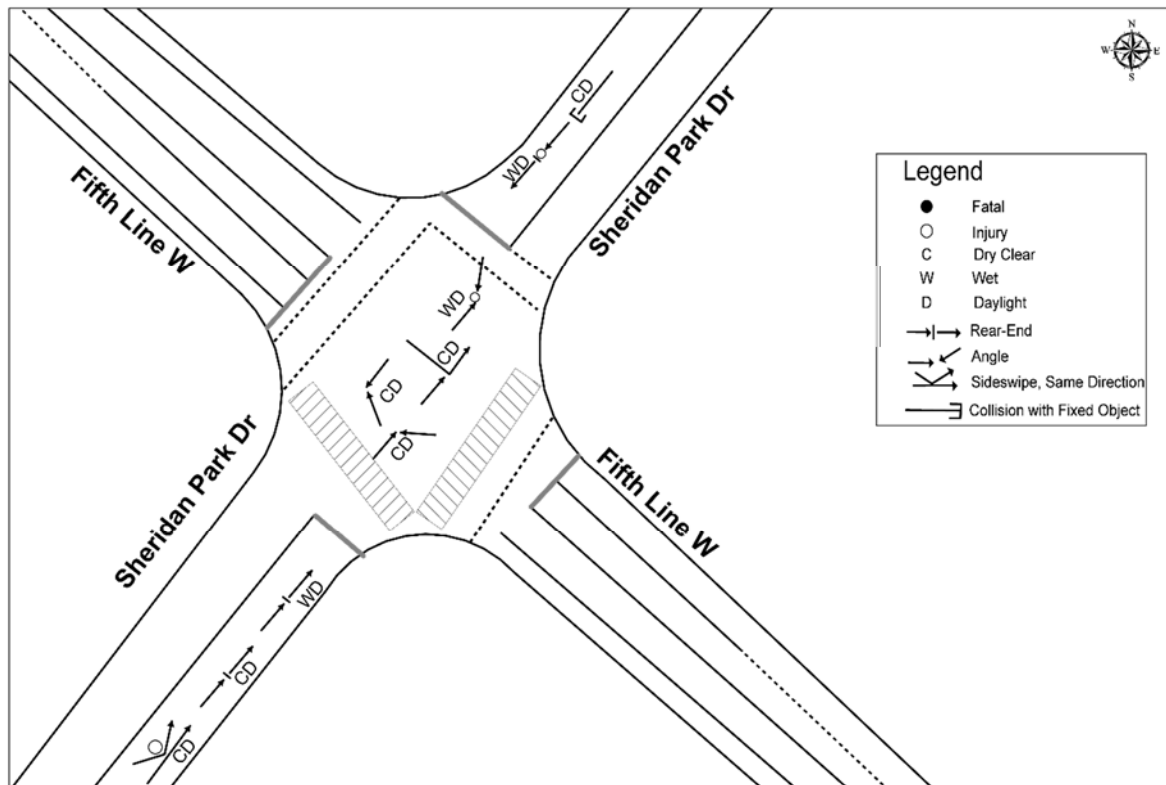 N
W E
S
CD
WD
Sheridan Park Dr
Fifth Line W
Legend
Fatal
Injury
C Dry Clear
W Wet
D Daylight
Rear-End
Angle
Sideswipe, Same Direction
Collision with Fixed Object
WD
CD
CD
CD
Sheridan Park Dr
Fifth Line W
WD
CD
CD